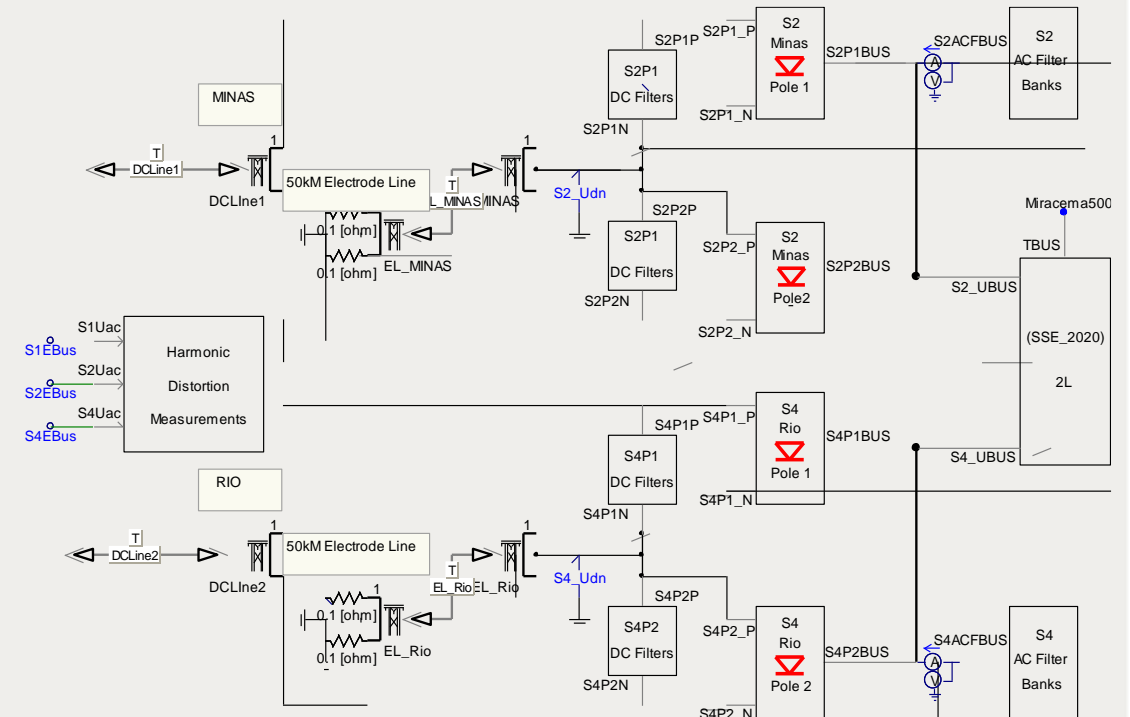 S2P1P
S2P1_P
S2
Minas
Pole 1
S2P1BUS
S2ACFBUS
A
V
S2
AC Filter
Banks
S2P1
DC Filters
S2P1_N
S2P1N
MINAS
T
DCLine1
1
DCLIne1
50kM Electrode Line
T
L_MINAS
MINAS
1
0.1 [ohm]
0.1 [ohm]
EL_MINAS
S2_Udn
S2P2P
S2P1
DC Filters
S2P2N
S2P2_P
S2
Minas
Pole2
S2P2BUS
S2P2_N
Miracema500
TBUS
S2_UBUS
(SSE_2020)
2L
S4_UBUS
S1Uac
S1EBus
S2Uac
S2EBus
S4Uac
S4EBus
Harmonic
Distortion
Measurements
S4P1P
S4P1_P
S4
Rio
Pole 1
S4P1BUS
S4P1
DC Filters
S4P1_N
S4P1N
RIO
T
DCLine2
1
DCLIne2
50kM Electrode Line
T
EL_Rio
EL_Rio
1
1
0.1 [ohm]
0.1 [ohm]
EL_Rio
S4_Udn
S4P2P
S4P2
DC Filters
S4P2N
S4P2_P
S4
Rio
Pole 2
S4P2BUS
S4P2_N
S4ACFBUS
A
V
S4
AC Filter
Banks